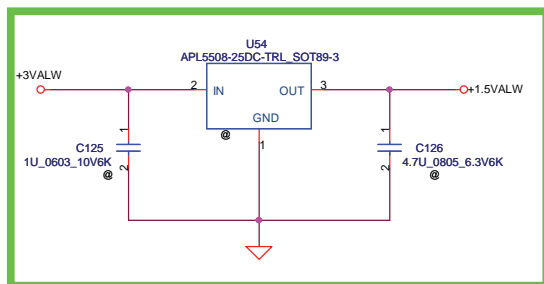 U54
APL5508-25DC-TRL_SOT89-3
+3VALW
2
IN
OUT
3
+1.5VALW
GND
@
1
1
C125
1U_0603_10V6K
@
2
1
C126
4.7U_0805_6.3V6K
@
2